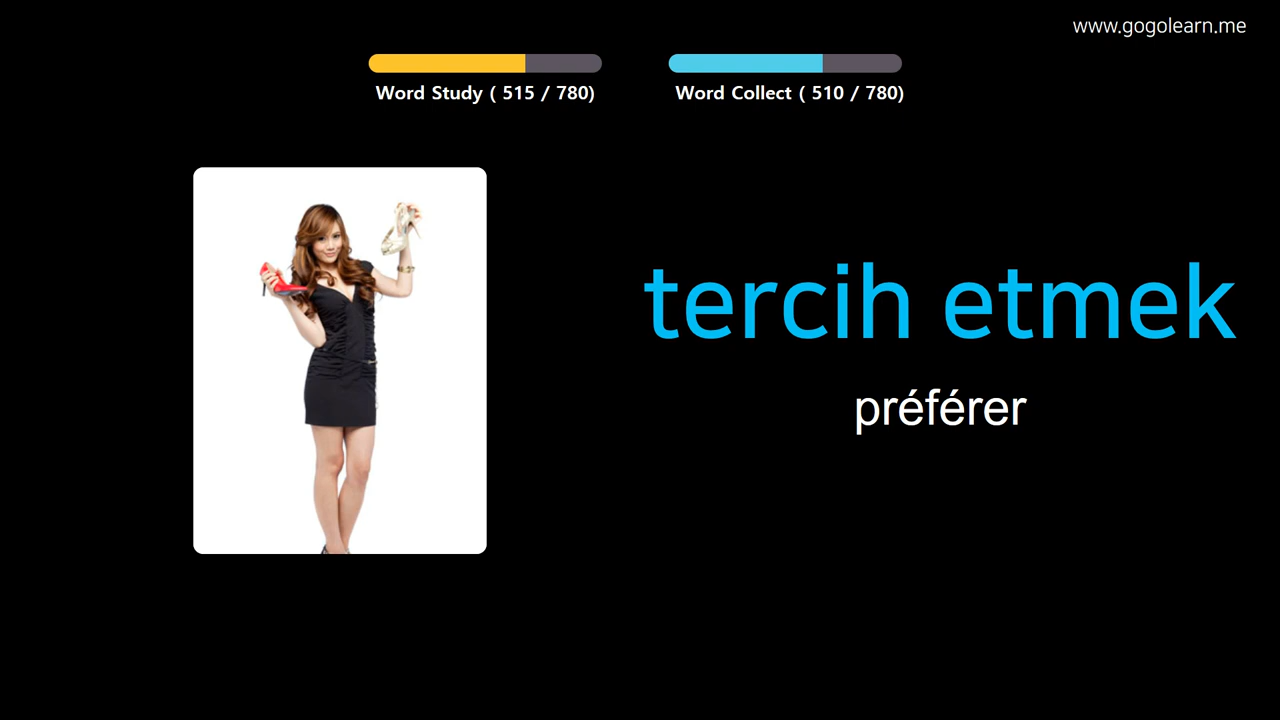 www.gogolearn.me
Word Study ( 515 / 780)
Word Collect ( 510 / 780)
tercih etmek
préférer